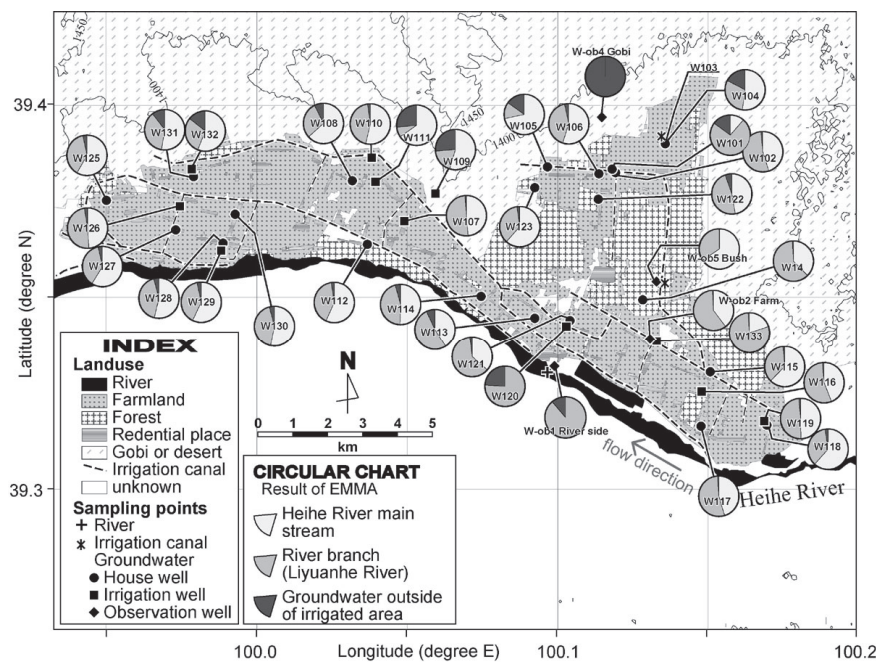 1450
W-ob4 Gobi
W103
39.4
1400
1450
1400
W131
W132
W108
W110
W111
W109
W105
W106
W104
W101
W102
W125
W122
W107
W123
W-ob5 Bush
W14
W126
W127
W128
W129
W130
W112
W114
W113
W-ob2 Farm
W133
W121
W120
W115
W116
W119
W118
W-ob1 River side
W117
flow direction
Heihe River
39.3
Latitude (degree N)
INDEX
Landuse
River
Farmland
Forest
Redential place
Gobi or desert
Irrigation canal
unknown
Sampling points
River
Irrigation canal
Groundwater
House well
Irrigation well
Observation well
N
0 1 2 3 4 5
km
CIRCULAR CHART
Result of EMMA
Heihe River main
stream
River branch
(Liyuanhe River)
Groundwater outside
of irrigated area
100.0
100.1
100.2
Longitude (degree E)